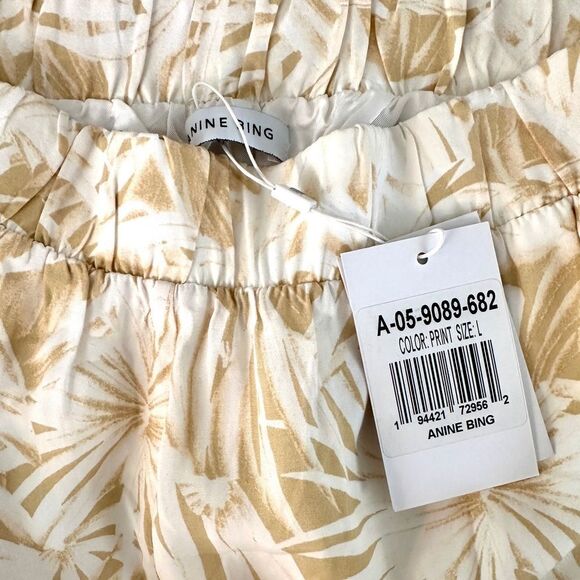 ANINE BING
A-05-9089-682
COLOR: PRINT SIZE: L
1 94421 72956 2
ANINE BING